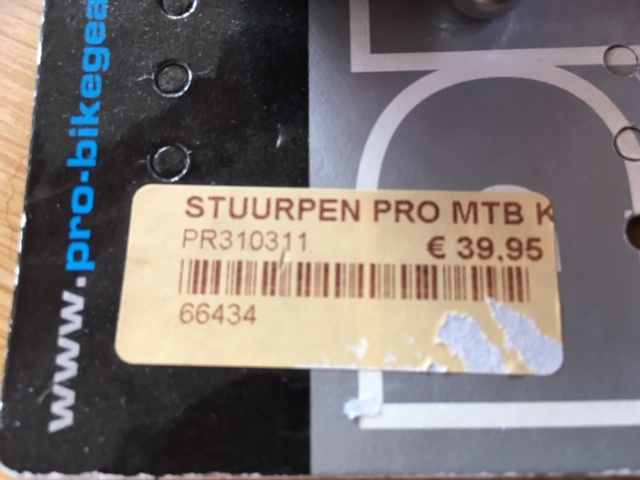 www.pro-bikegea
STUURPEN PRO MTB K
PR310311
€ 39,95
66434